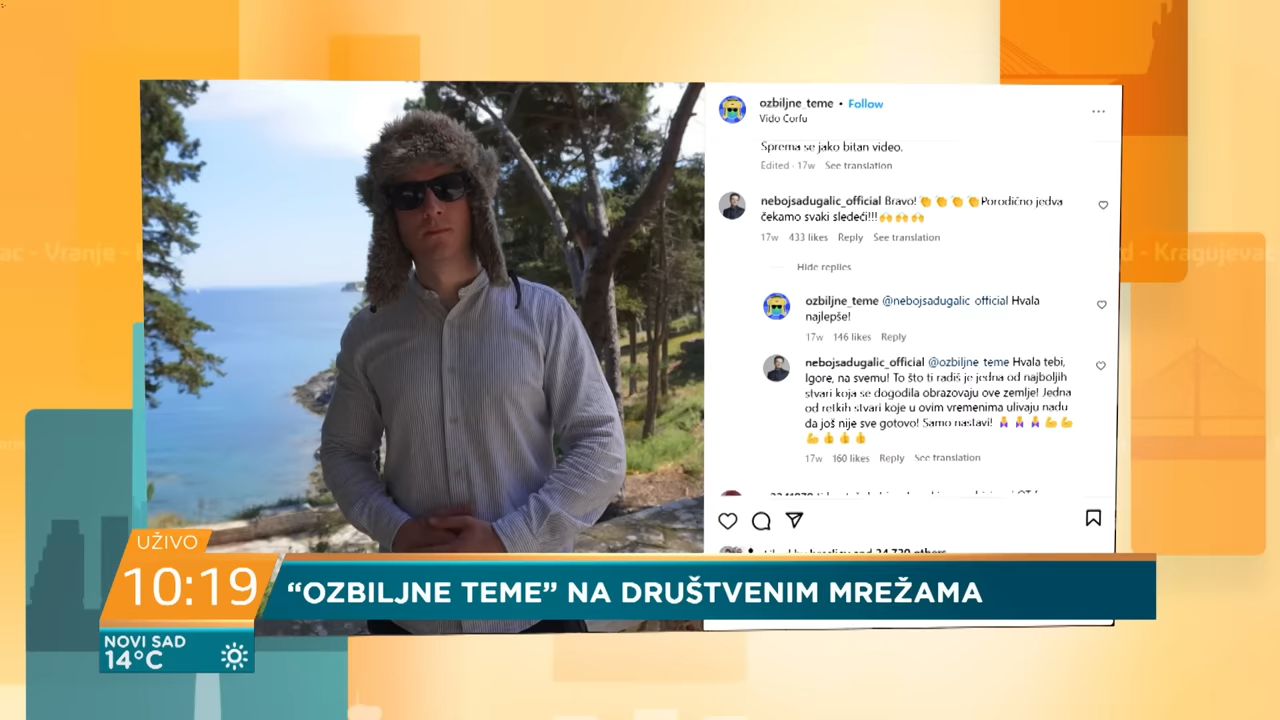 ozbiljne_teme • Follow
Vido Corfu
Sprema se jako bitan video.
Edited · 17w See translation
nebojsadugalic_official Bravo!👏👏👏👏Porodično jedva
čekamo svaki sledeći!!!🙌🙌🙌
17w 433 likes Reply See translation
Hide replies
ozbiljne_teme @nebojsadugalic_official Hvala
najlepše!
17w 146 likes Reply
nebojsadugalic_official @ozbiljne_teme Hvala tebi,
Igore, na svemu! To što ti radiš je jedna od najboljih
stvari koja se dogodila obrazovaju ove zemlje! Jedna
od retkih stvari koje u ovim vremenima ulivaju nadu
da još nije sve gotovo! Samo nastavi!
17w 160 likes Reply See translation
UŽIVO
10:19
“OZBILJNE TEME” NA DRUŠTVENIM MREŽAMA
NOVI SAD
14°C
ac - Vranje -
d - Kragujevac